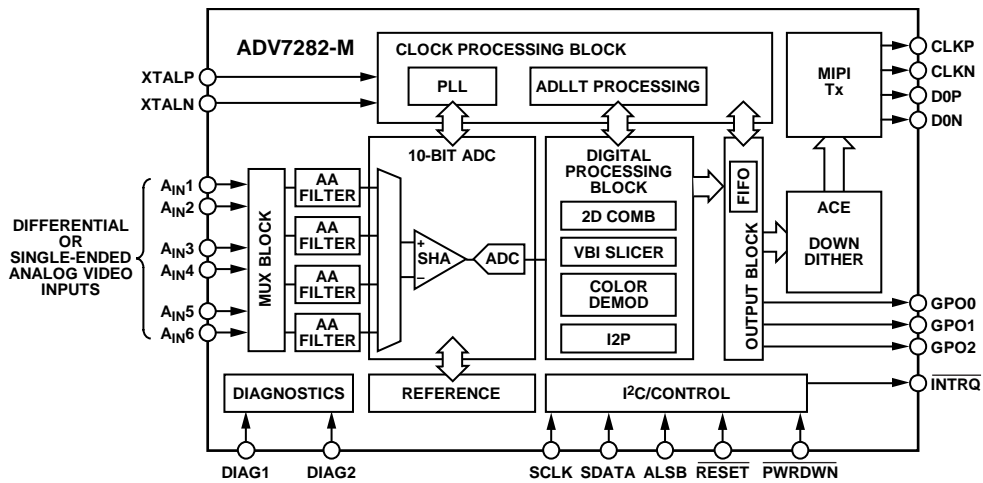 ADV7282-M
CLOCK PROCESSING BLOCK
PLL
ADLLT PROCESSING
XTALP
XTALN
MIPI
Tx
CLKP
CLKN
D0P
D0N
10-BIT ADC
DIGITAL
PROCESSING
BLOCK
2D COMB
VBI SLICER
COLOR
DEMOD
I2P
FIFO
OUTPUT BLOCK
ACE
DOWN
DITHER
DIFFERENTIAL
OR
SINGLE-ENDED
ANALOG VIDEO
INPUTS
AIN1
AIN2
AIN3
AIN4
AIN5
AIN6
MUX BLOCK
AA
FILTER
AA
FILTER
AA
FILTER
AA
FILTER
+
SHA
–
ADC
GPO0
GPO1
GPO2
INTRQ
DIAGNOSTICS
REFERENCE
I2C/CONTROL
DIAG1
DIAG2
SCLK
SDATA
ALSB
RESET
PWRDWN